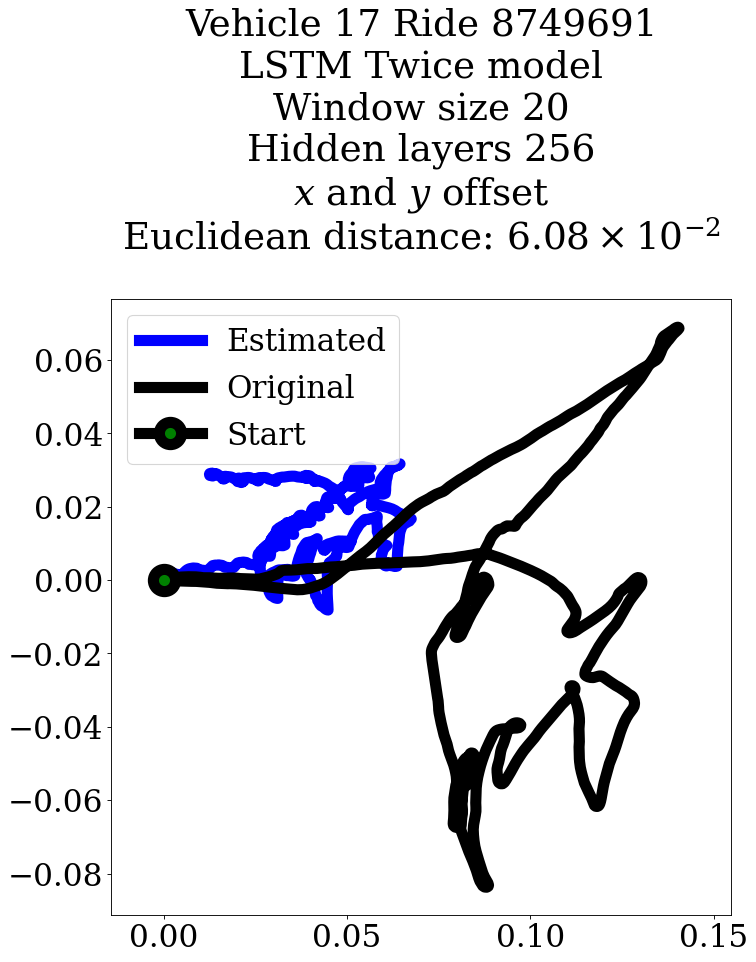 Vehicle 17 Ride 8749691
LSTM Twice model
Window size 20
Hidden layers 256
x and y offset
Euclidean distance: 6.08 × 10⁻²
Estimated
Original
Start
0.06
0.04
0.02
0.00
−0.02
−0.04
−0.06
−0.08
0.00 0.05 0.10 0.15